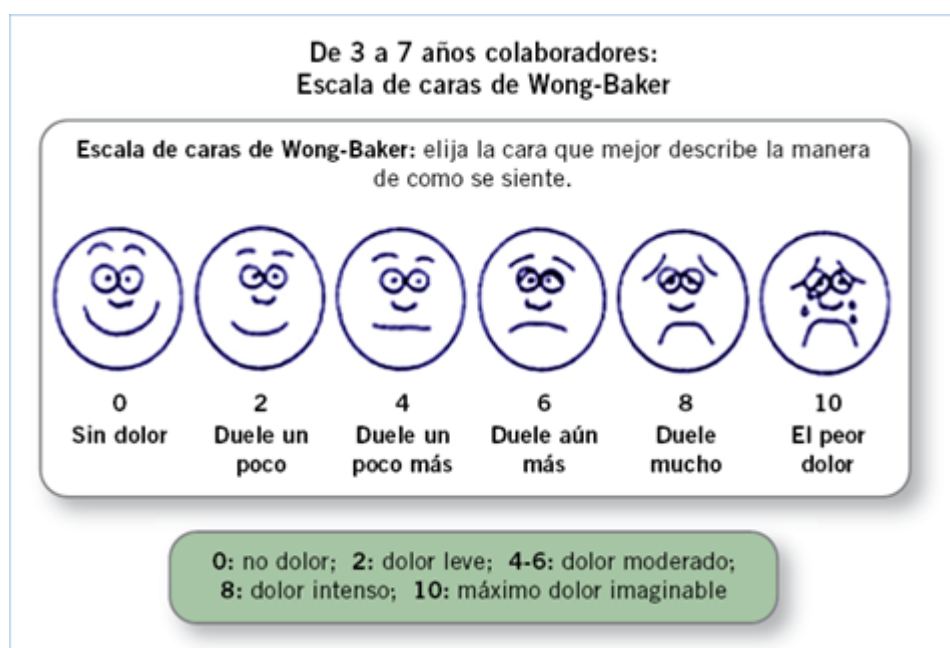 De 3 a 7 años colaboradores:
Escala de caras de Wong-Baker
Escala de caras de Wong-Baker: elija la cara que mejor describe la manera
de como se siente.
0
Sin dolor
2
Duele un
poco
4
Duele un
poco más
6
Duele aún
más
8
Duele
mucho
10
El peor
dolor
0: no dolor; 2: dolor leve; 4-6: dolor moderado;
8: dolor intenso; 10: máximo dolor imaginable